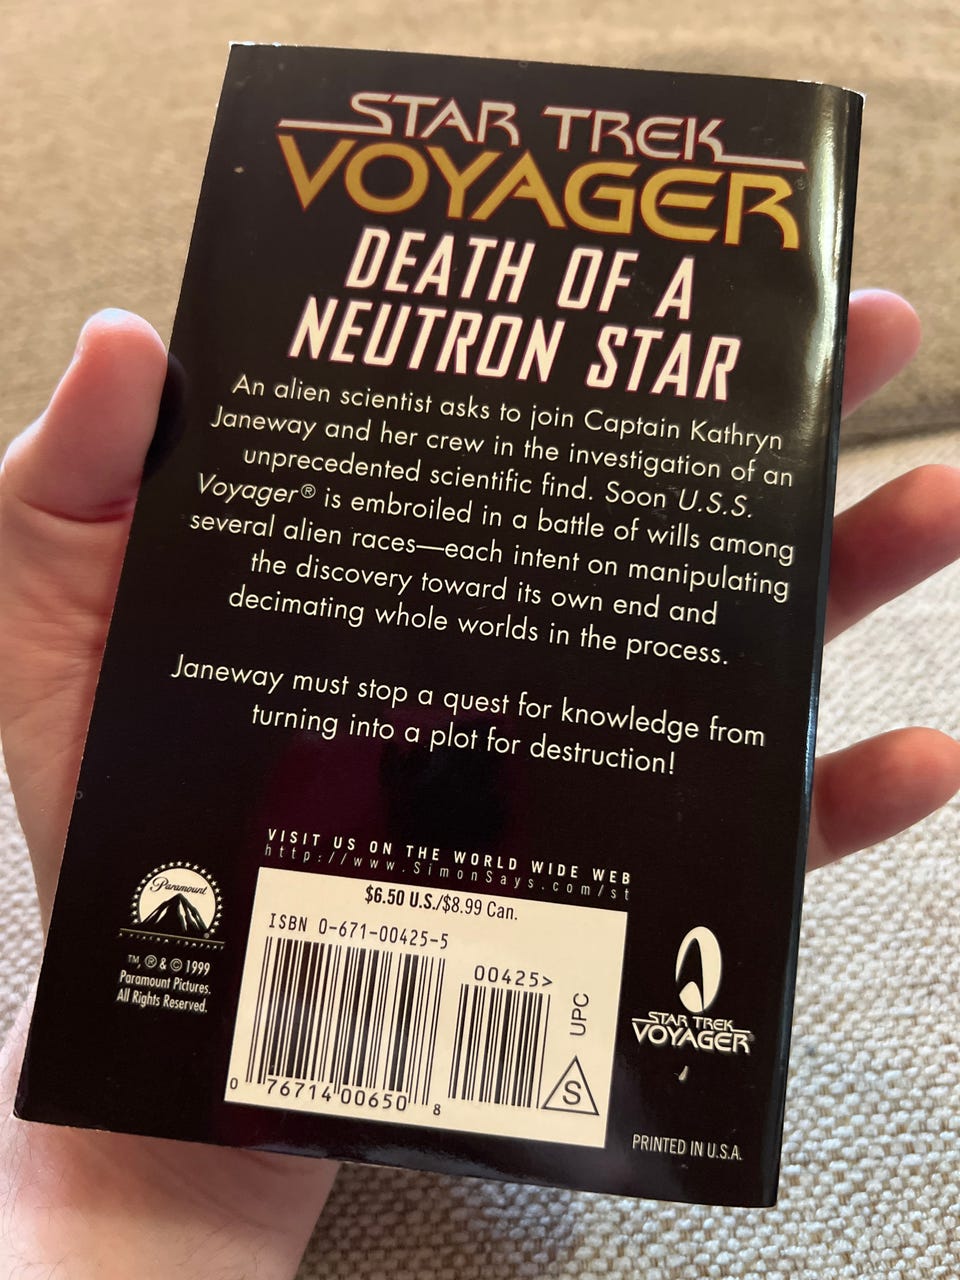 STAR TREK
VOYAGER®
DEATH OF A
NEUTRON STAR
An alien scientist asks to join Captain Kathryn
Janeway and her crew in the investigation of an
unprecedented scientific find. Soon U.S.S.
Voyager® is embroiled in a battle of wills among
several alien races—each intent on manipulating
the discovery toward its own end and
decimating whole worlds in the process.
Janeway must stop a quest for knowledge from
turning into a plot for destruction!
VISIT US ON THE WORLD WIDE WEB
http://www.SimonSays.com/st
$6.50 U.S./$8.99 Can.
ISBN 0-671-00425-5
00425>
UPC
S
0 76714 00650 8
Paramount
A VIACOM COMPANY
TM, ® & © 1999
Paramount Pictures.
All Rights Reserved.
STAR TREK
VOYAGER®
PRINTED IN U.S.A.